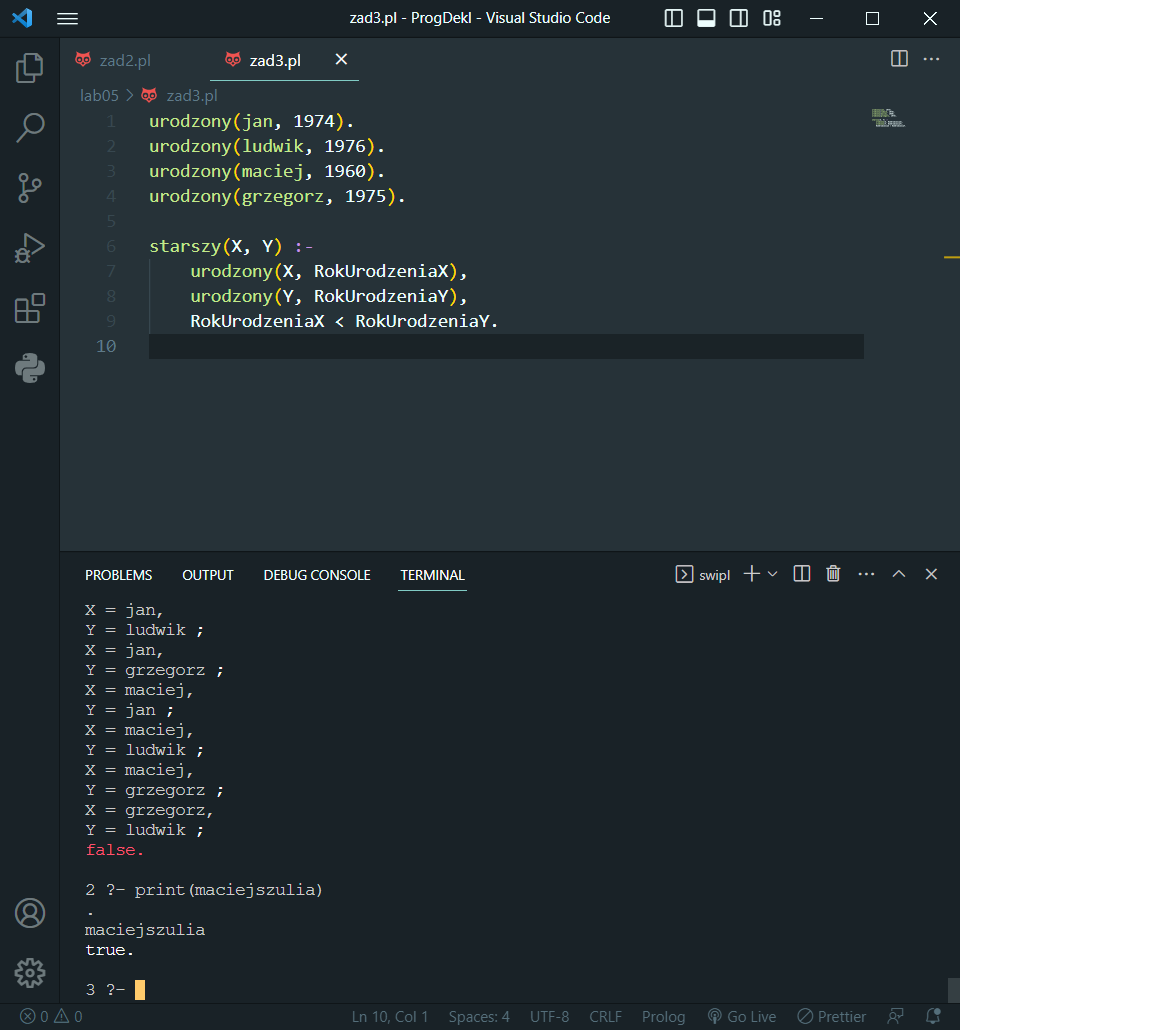 zad3.pl - ProgDekl - Visual Studio Code
zad2.pl
zad3.pl
lab05 > zad3.pl
1 urodzony(jan, 1974).
2 urodzony(ludwik, 1976).
3 urodzony(maciej, 1960).
4 urodzony(grzegorz, 1975).
5
6 starszy(X, Y) :-
7 urodzony(X, RokUrodzeniaX),
8 urodzony(Y, RokUrodzeniaY),
9 RokUrodzeniaX < RokUrodzeniaY.
10
PROBLEMS OUTPUT DEBUG CONSOLE TERMINAL swipl
X = jan,
Y = ludwik ;
X = jan,
Y = grzegorz ;
X = maciej,
Y = jan ;
X = maciej,
Y = ludwik ;
X = maciej,
Y = grzegorz ;
X = grzegorz,
Y = ludwik ;
false.
2 ?- print(maciejszulia)
.
maciejszulia
true.
3 ?-
0 0 Ln 10, Col 1 Spaces: 4 UTF-8 CRLF Prolog Go Live Prettier